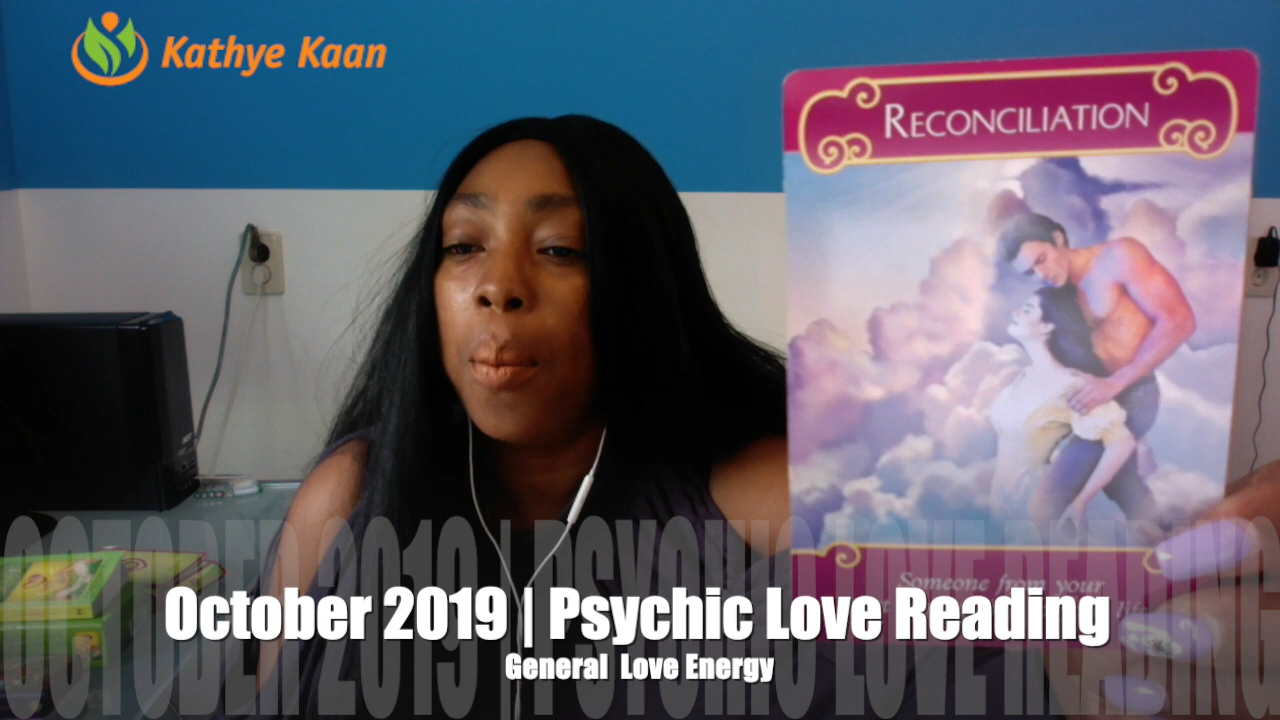 Kathye Kaan
RECONCILIATION
Someone from your
October 2019 | Psychic Love Reading
General Love Energy
OCTOBER 2019 | PSYCHIC LOVE READING